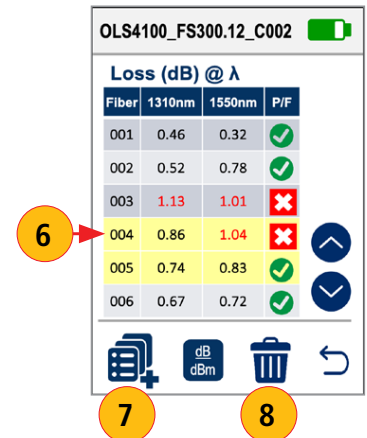 OLS4100_FS300.12_C002
Loss (dB) @ λ
Fiber 1310nm 1550nm P/F
001 0.46 0.32
002 0.52 0.78
003 1.13 1.01
6
004 0.86 1.04
005 0.74 0.83
006 0.67 0.72
dB
dBm
7 8